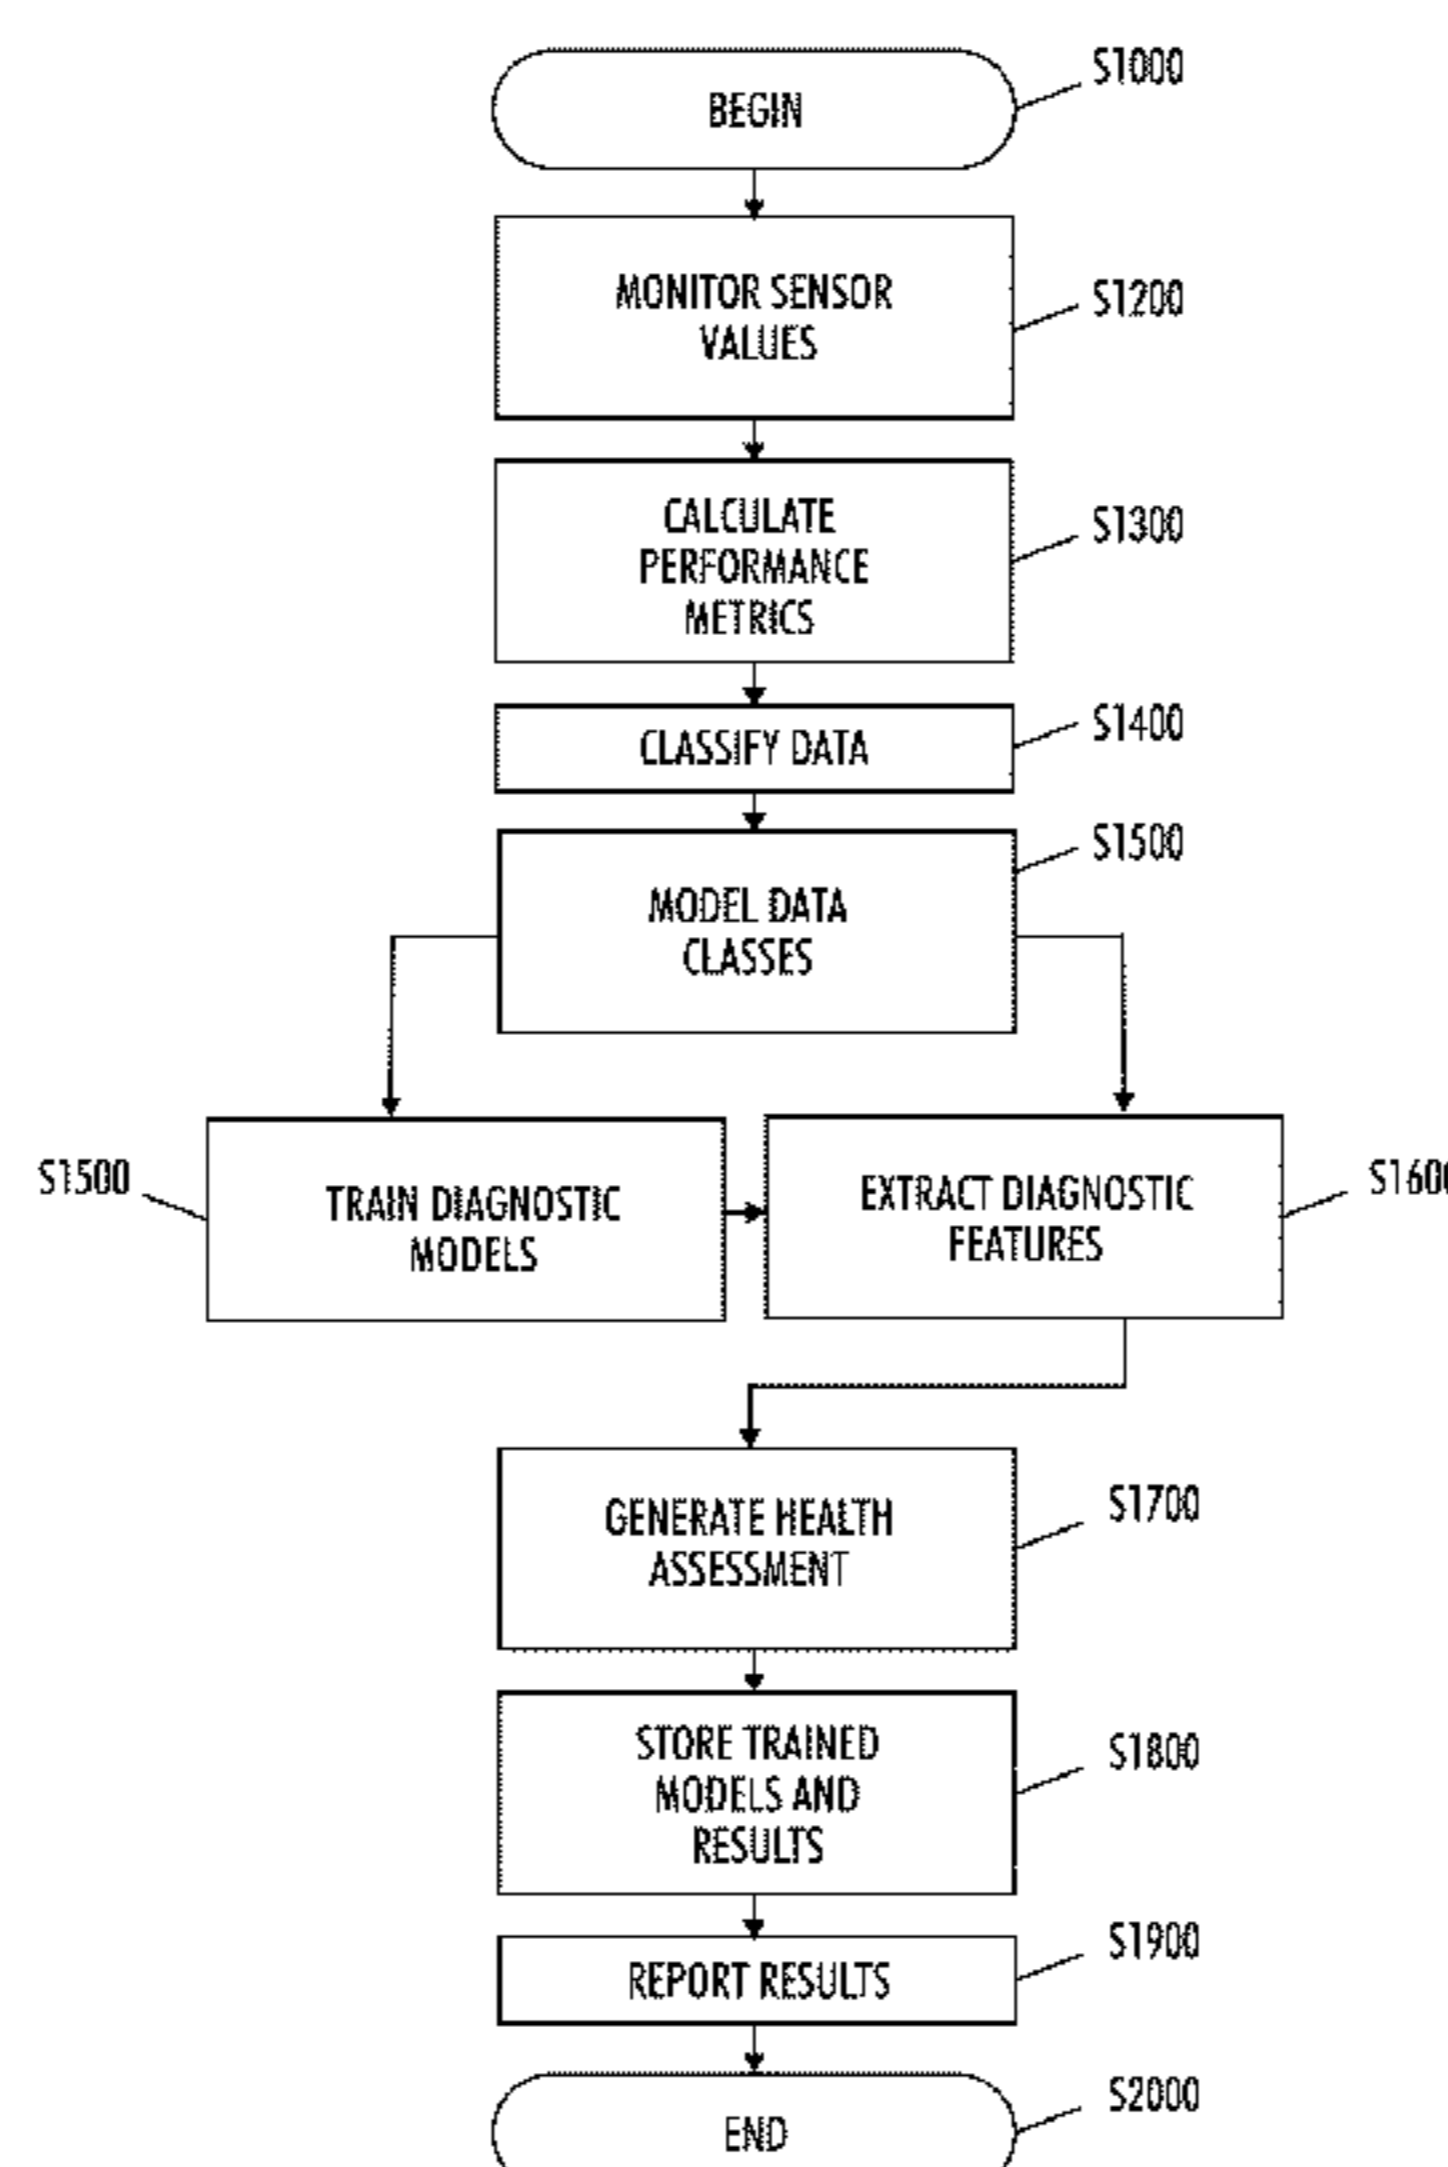 BEGIN
S1000
MONITOR SENSOR
VALUES
S1200
CALCULATE
PERFORMANCE
METRICS
S1300
CLASSIFY DATA
S1400
MODEL DATA
CLASSES
S1500
S1500
TRAIN DIAGNOSTIC
MODELS
EXTRACT DIAGNOSTIC
FEATURES
S1600
GENERATE HEALTH
ASSESSMENT
S1700
STORE TRAINED
MODELS AND
RESULTS
S1800
REPORT RESULTS
S1900
END
S2000